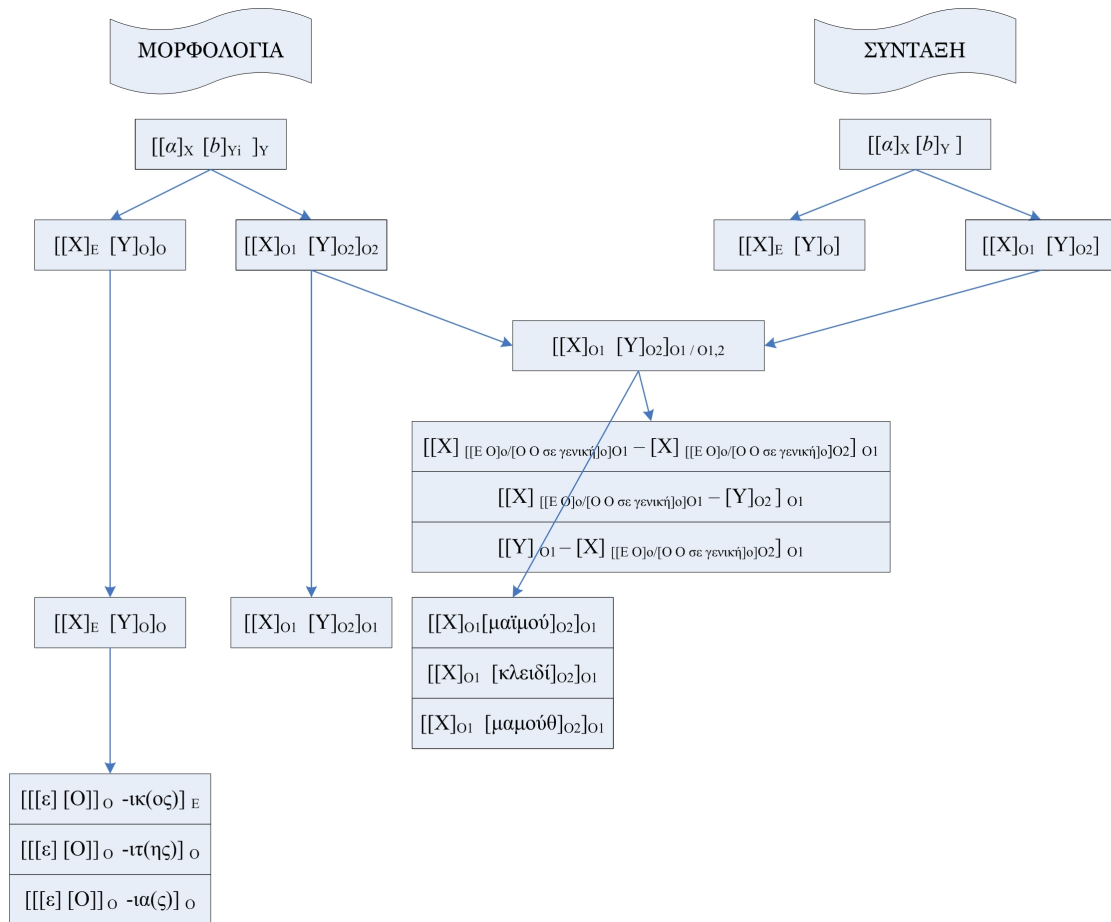 ΜΟΡΦΟΛΟΓΙΑ
ΣΥΝΤΑΞΗ
[[α]X [b]Yi ]Y
[[α]X [b]Y ]
[[X]E [Y]O]O
[[X]O1 [Y]O2]O2
[[X]E [Y]O]
[[X]O1 [Y]O2]
[[X]O1 [Y]O2]O1 / O1,2
[[X] [[E O]o/[O O σε γενική]o]O1 – [X] [[E O]o/[O O σε γενική]o]O2] O1
[[X] [[E O]o/[O O σε γενική]o]O1 – [Y]O2 ] O1
[[Y] O1 – [X] [[E O]o/[O O σε γενική]o]O2] O1
[[X]E [Y]O]O
[[X]O1 [Y]O2]O1
[[X]O1[μαϊμού]O2]O1
[[X]O1 [κλειδί]O2]O1
[[X]O1 [μαμούθ]O2]O1
[[[ε] [Ο]] O -ικ(ος)] E
[[[ε] [Ο]] O -ιτ(ης)] O
[[[ε] [Ο]] O -ια(ς)] O